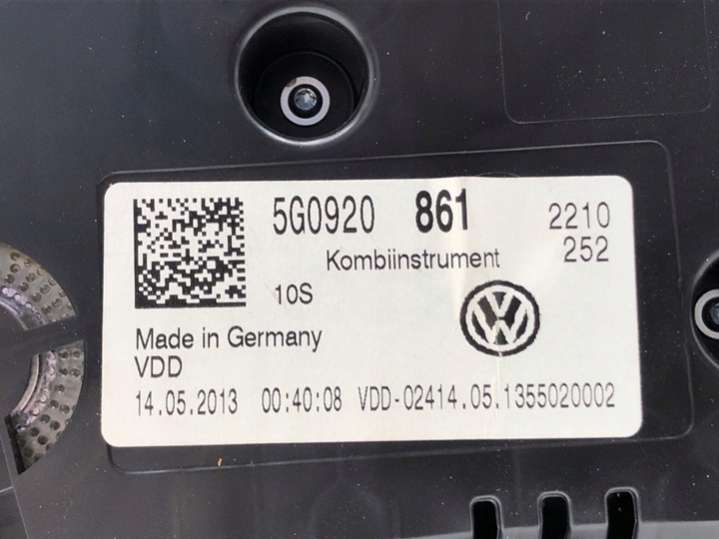 5G0920 861 2210
Kombiinstrument 252
10S
Made in Germany
VDD
14.05.2013 00:40:08 VDD-02414.05.1355020002